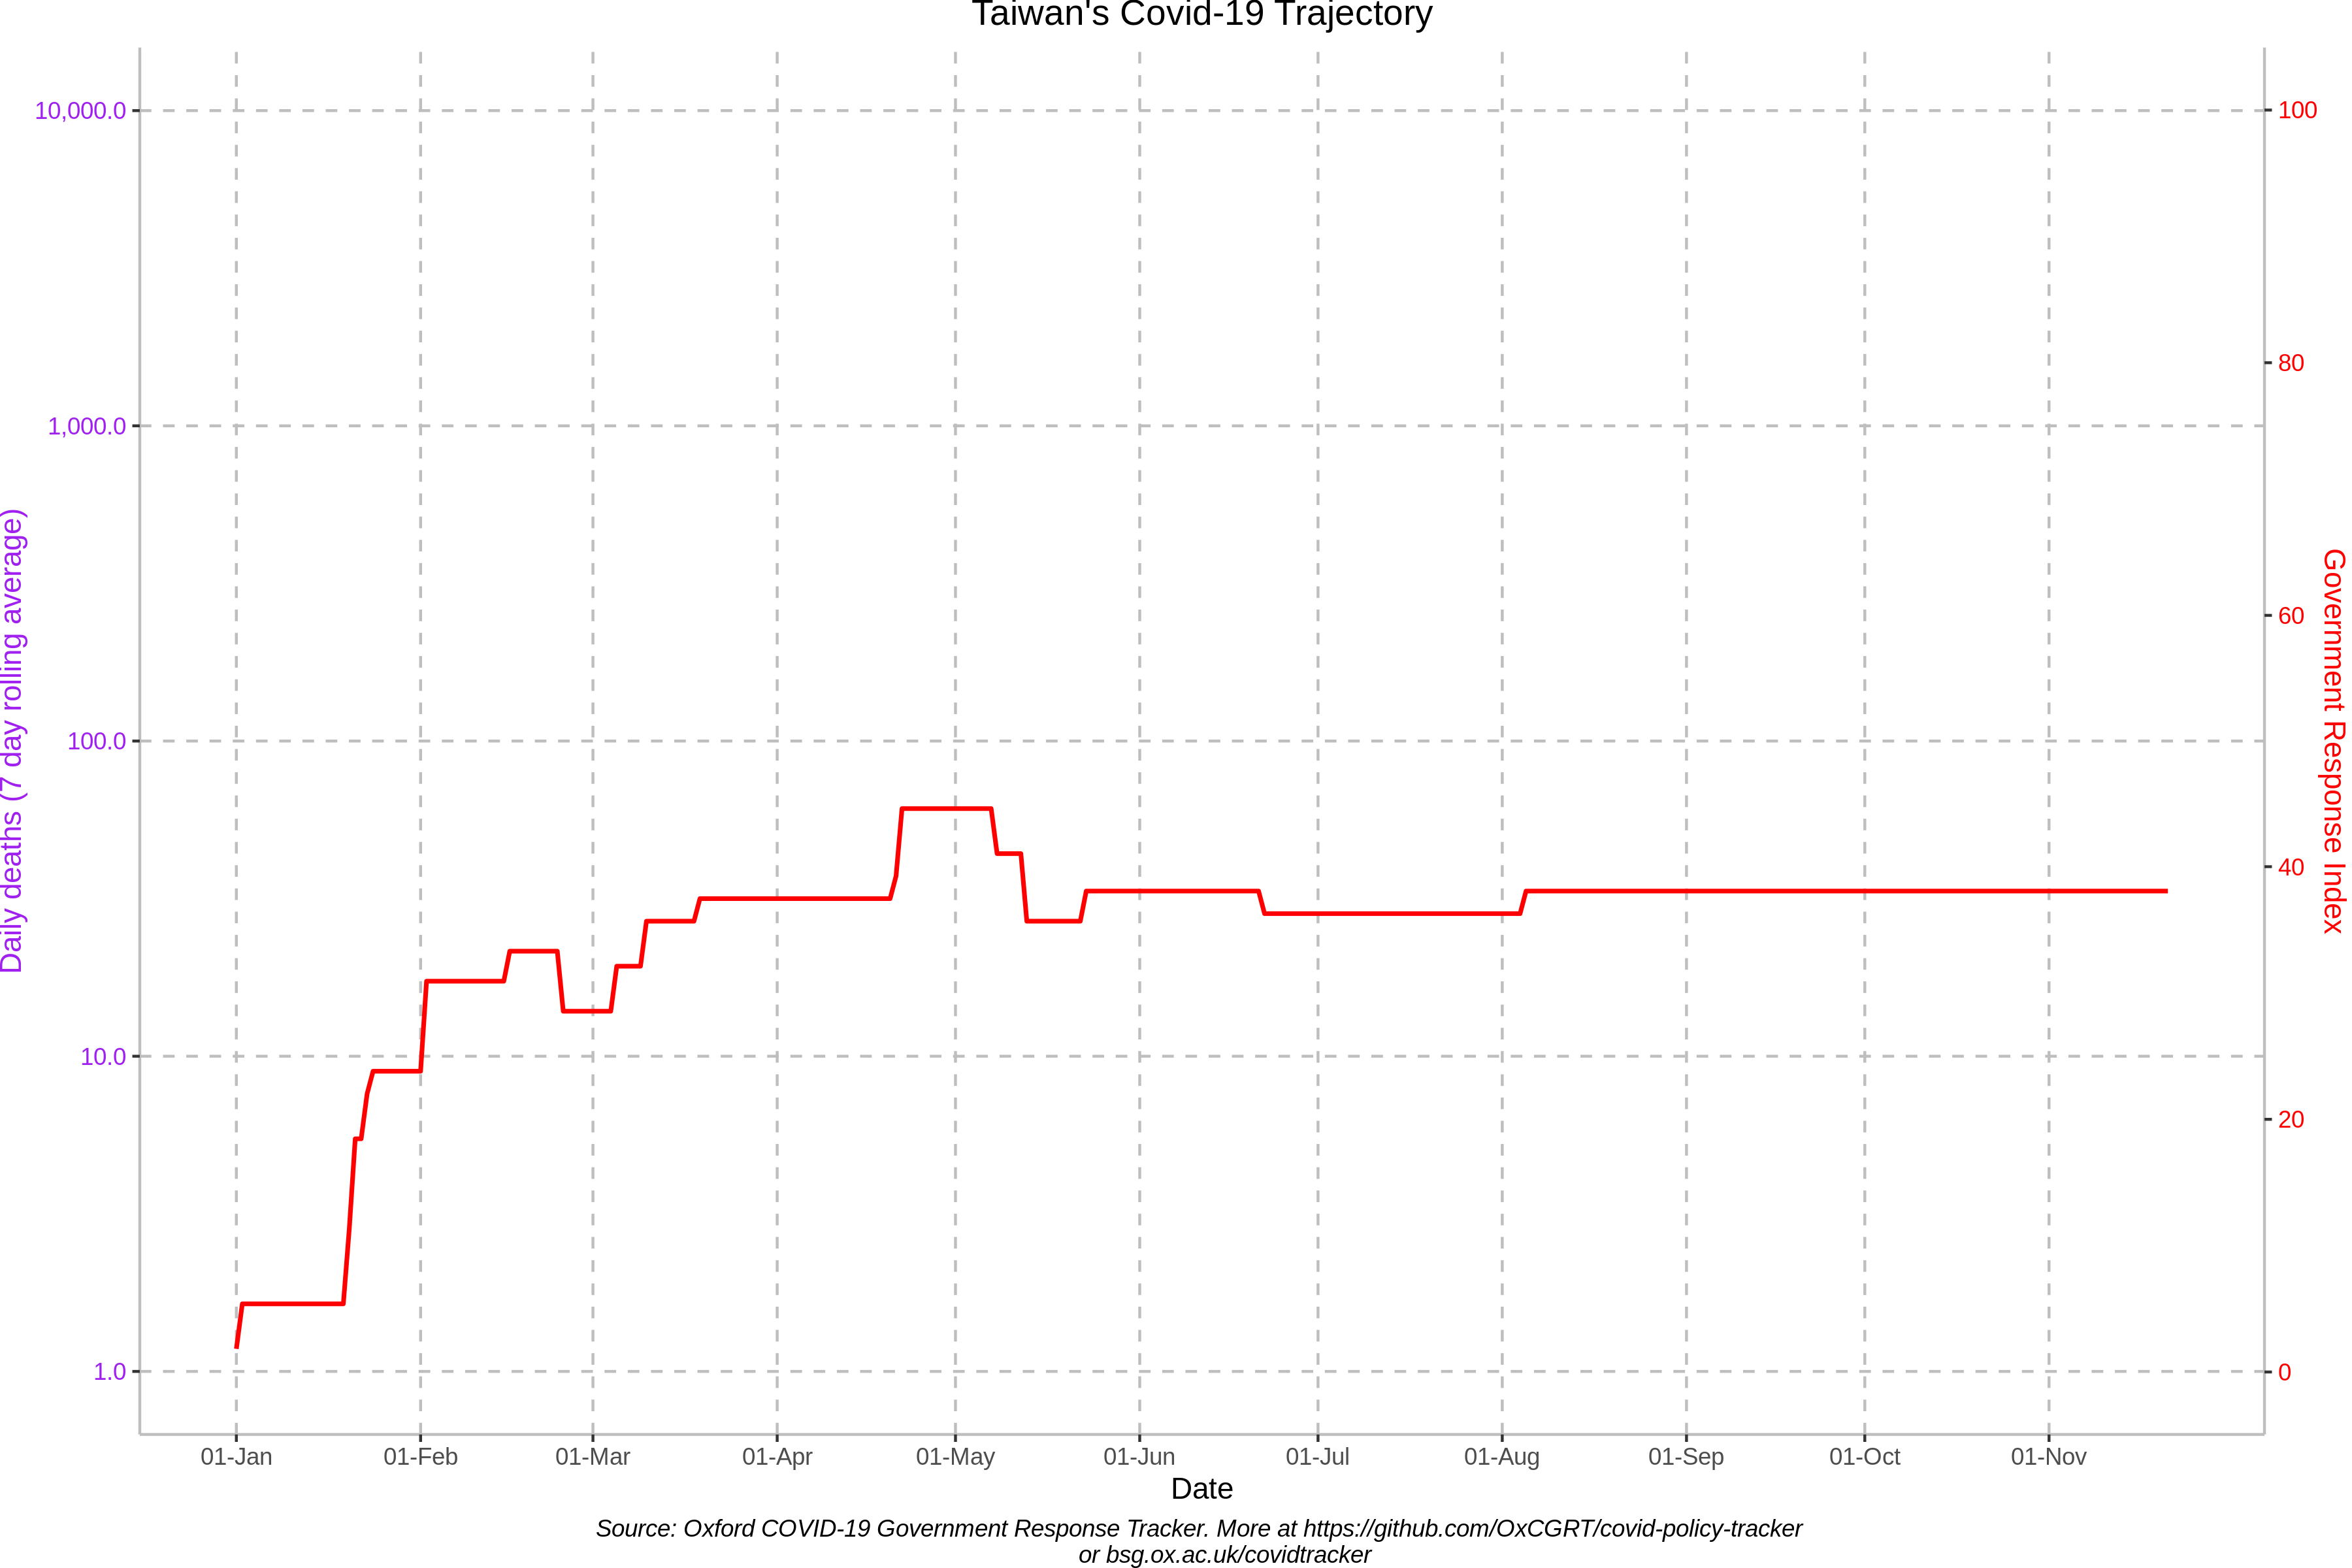 Taiwan's Covid-19 Trajectory
10,000.0
1,000.0
100.0
10.0
1.0
Daily deaths (7 day rolling average)
100
80
60
40
20
0
Government Response Index
01-Jan 01-Feb 01-Mar 01-Apr 01-May 01-Jun 01-Jul 01-Aug 01-Sep 01-Oct 01-Nov
Date
Source: Oxford COVID-19 Government Response Tracker. More at https://github.com/OxCGRT/covid-policy-tracker
or bsg.ox.ac.uk/covidtracker